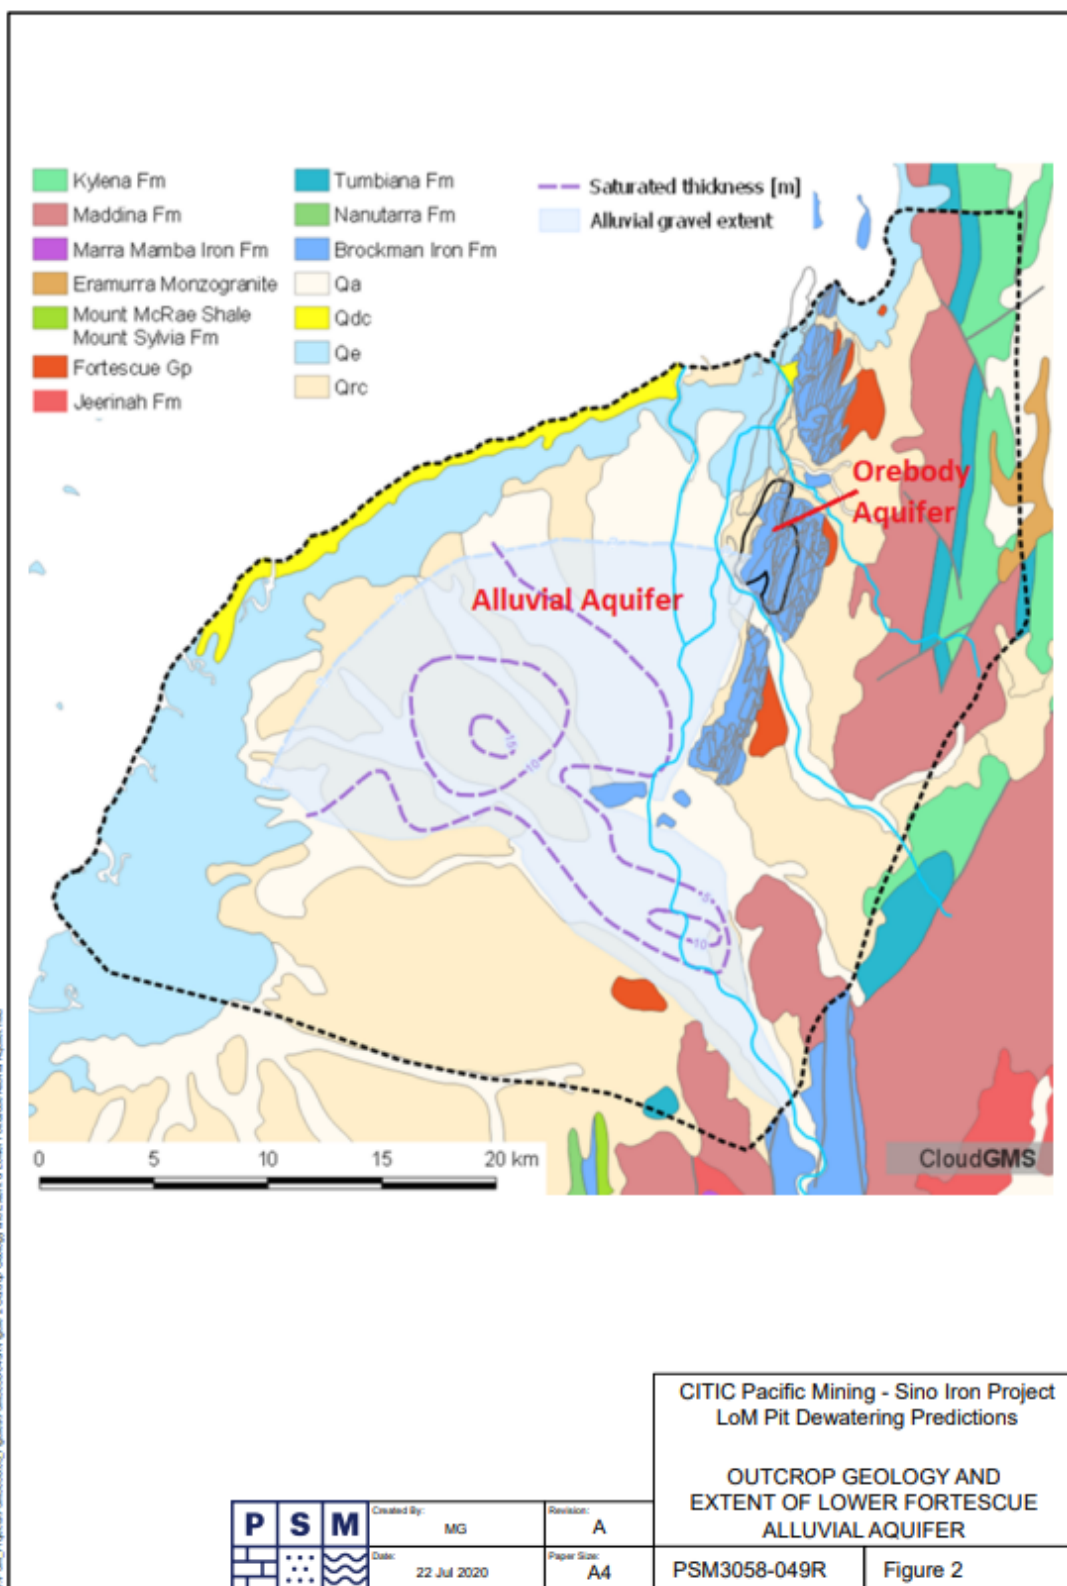 Kylena Fm
Maddina Fm
Marra Mamba Iron Fm
Eramurra Monzogranite
Mount McRae Shale
Mount Sylvia Fm
Fortescue Gp
Jeerinah Fm
Tumbiana Fm
Nanutarra Fm
Brockman Iron Fm
Qa
Qdc
Qe
Qrc
Saturated thickness [m]
Alluvial gravel extent
Orebody
Aquifer
Alluvial Aquifer
15
10
5
10
0 5 10 15 20 km
CloudGMS
CITIC Pacific Mining - Sino Iron Project
LoM Pit Dewatering Predictions
OUTCROP GEOLOGY AND
EXTENT OF LOWER FORTESCUE
ALLUVIAL AQUIFER
PSM3058-049R
Figure 2
P S M
Created By:
MG
Revision:
A
Date:
22 Jul 2020
Paper Size:
A4